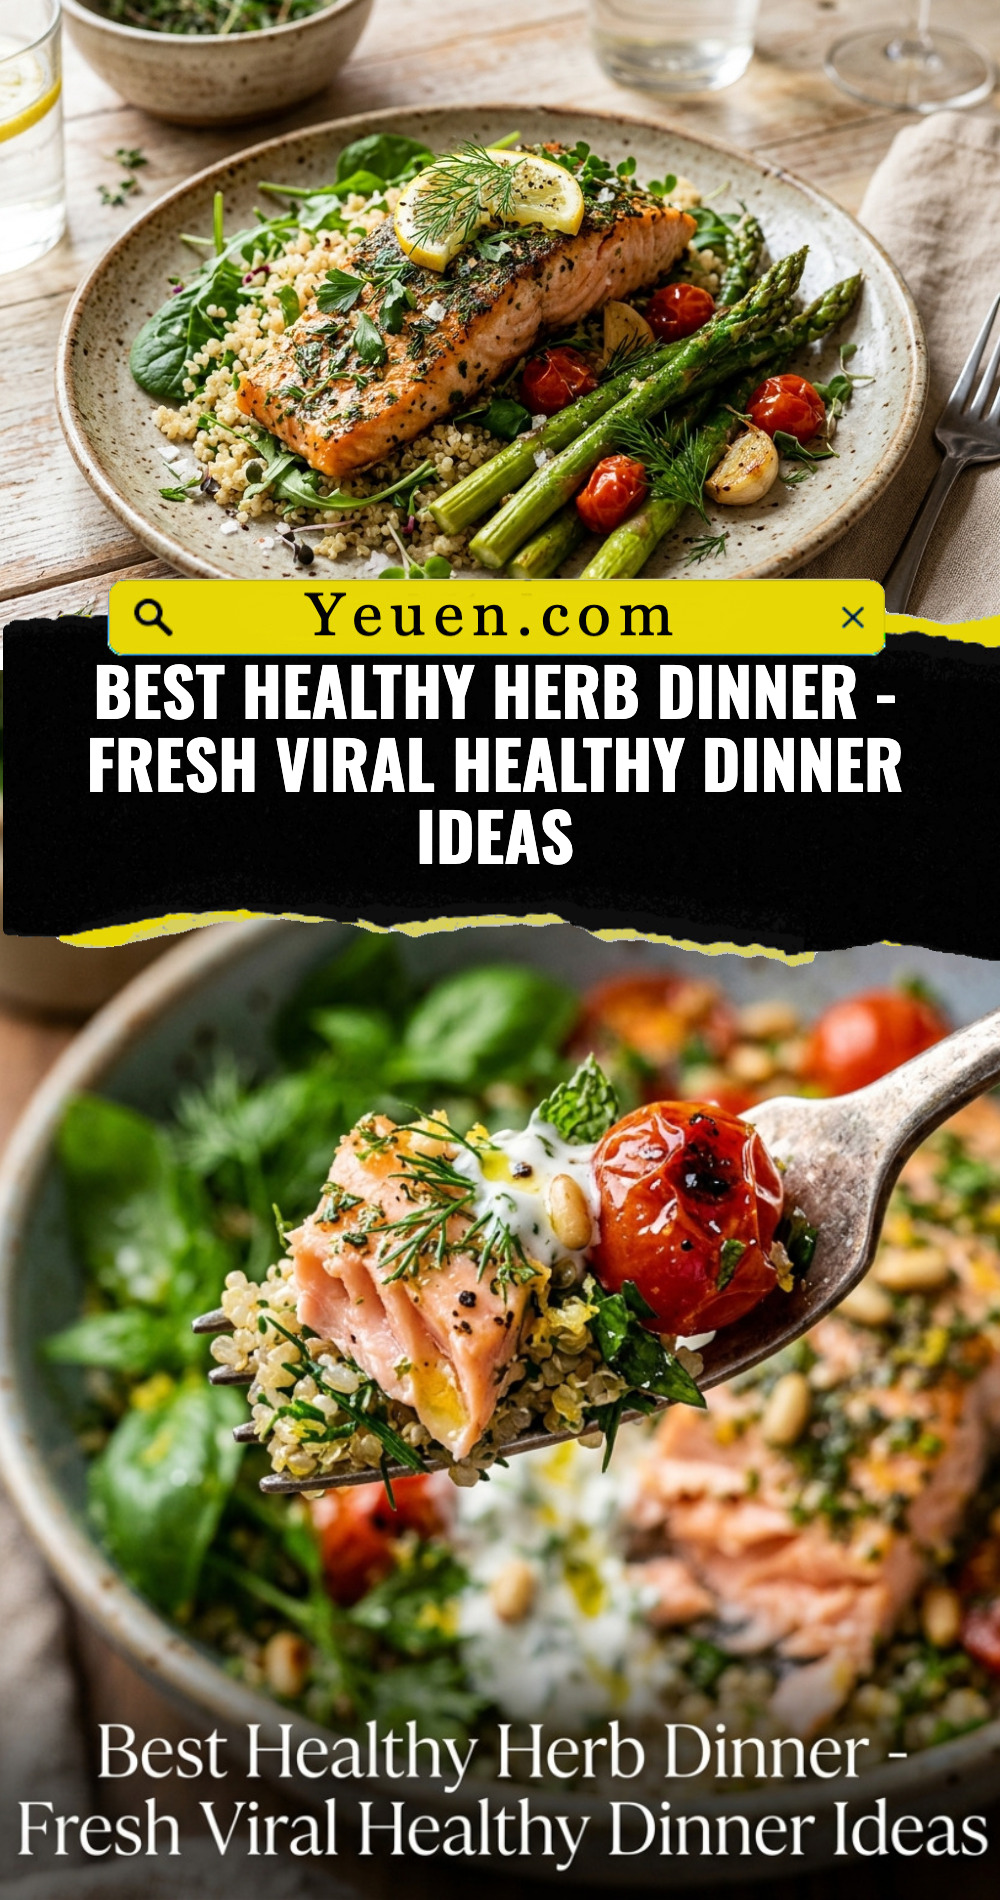 Yeuen.com
BEST HEALTHY HERB DINNER -
FRESH VIRAL HEALTHY DINNER
IDEAS
Best Healthy Herb Dinner -
Fresh Viral Healthy Dinner Ideas